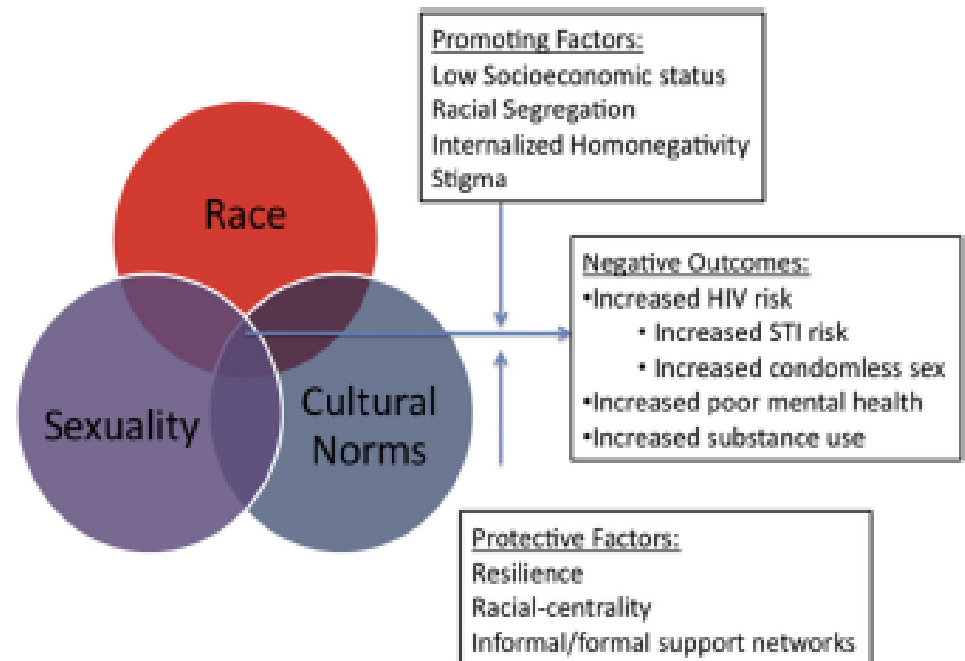 Promoting Factors:
Low Socioeconomic status
Racial Segregation
Internalized Homonegativity
Stigma
Race
Sexuality
Cultural
Norms
Negative Outcomes:
•Increased HIV risk
• Increased STI risk
• Increased condomless sex
•Increased poor mental health
•Increased substance use
Protective Factors:
Resilience
Racial-centrality
Informal/formal support networks